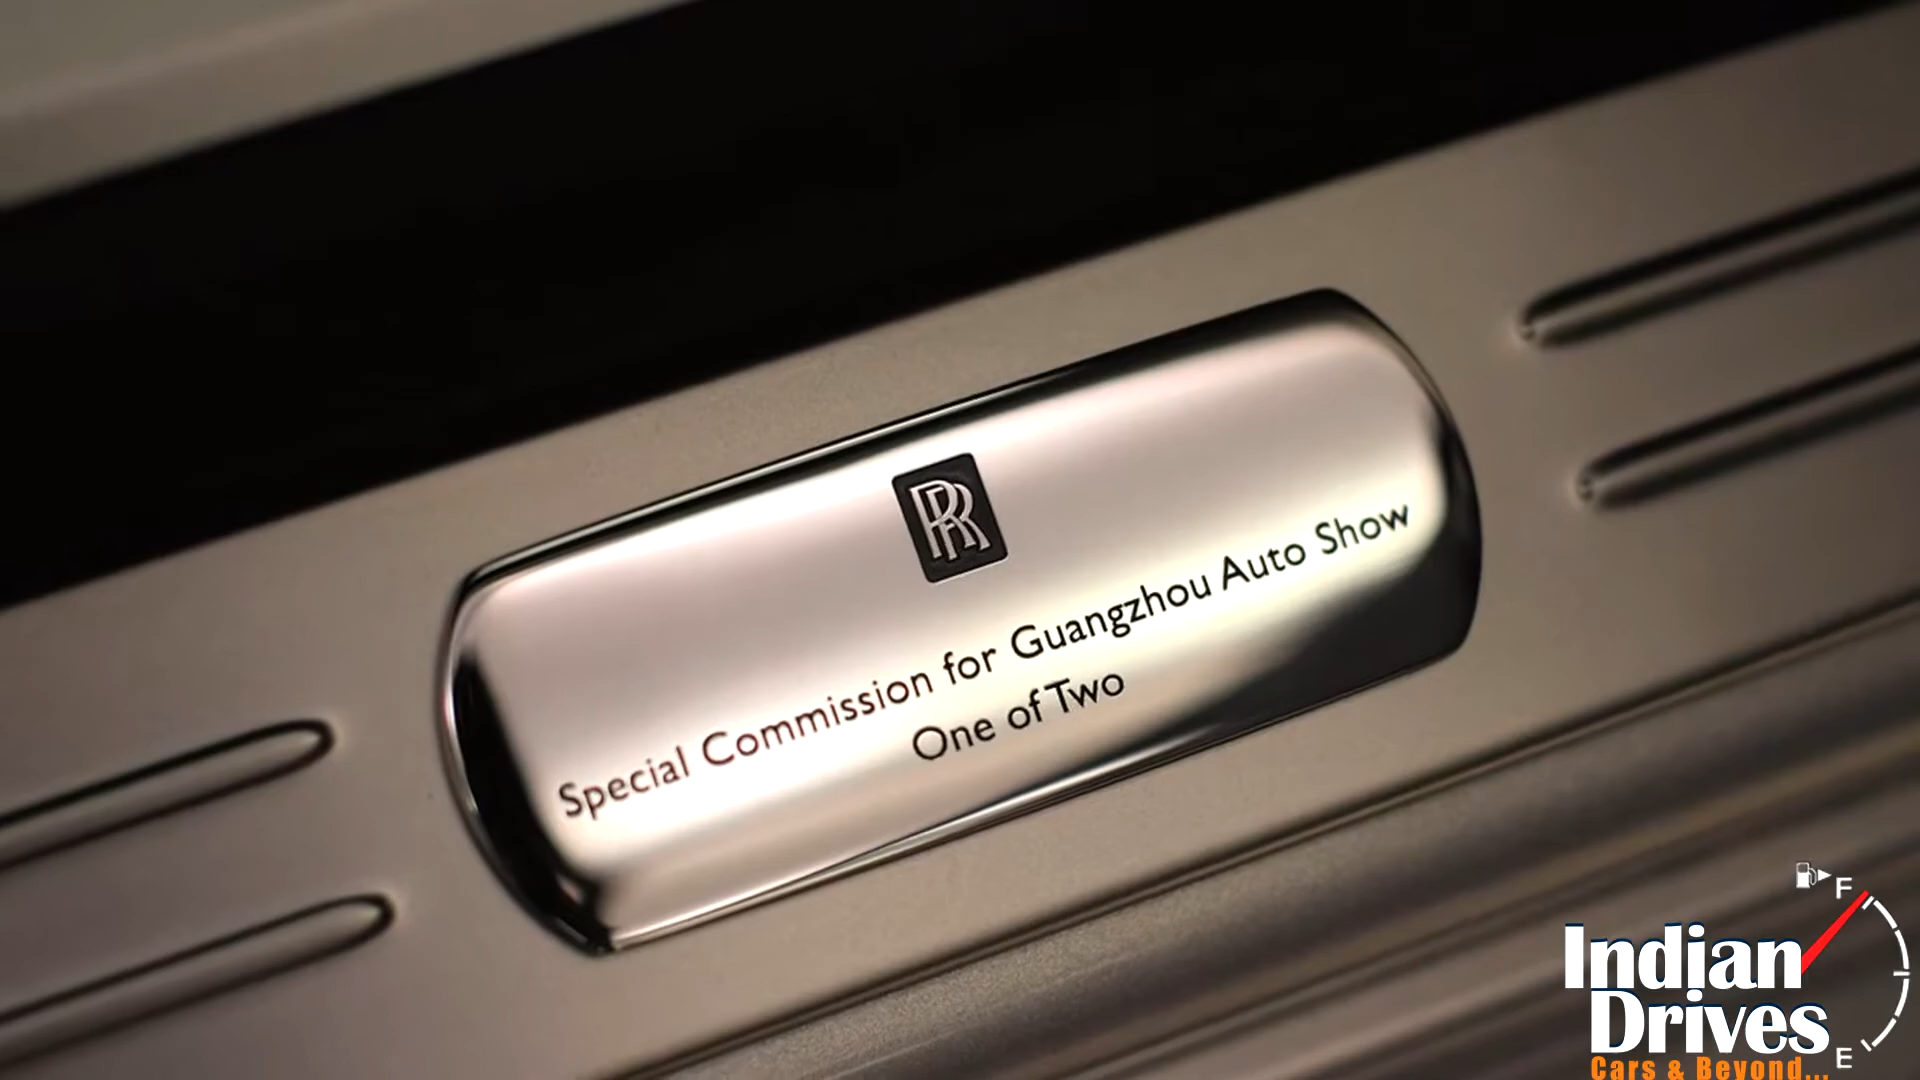 RR
Special Commission for Guangzhou Auto Show
One of Two
F
Indian
Drives
Cars & Beyond...
E